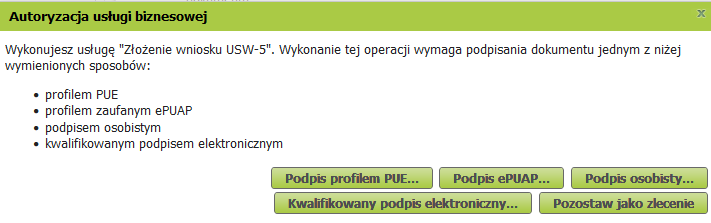 Autoryzacja usługi biznesowej
x
Wykonujesz usługę "Złożenie wniosku USW-5". Wykonanie tej operacji wymaga podpisania dokumentu jednym z niżej
wymienionych sposobów:
• profilem PUE
• profilem zaufanym ePUAP
• podpisem osobistym
• kwalifikowanym podpisem elektronicznym
Podpis profilem PUE... Podpis ePUAP... Podpis osobisty...
Kwalifikowany podpis elektroniczny... Pozostaw jako zlecenie